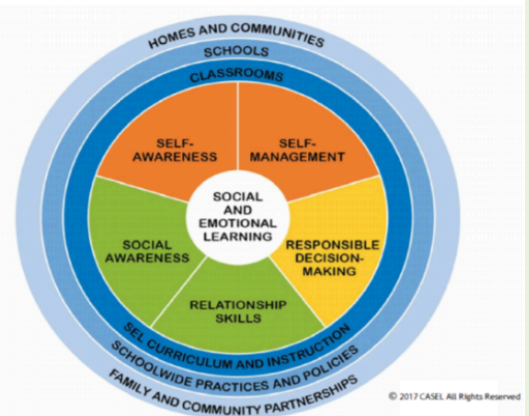 HOMES AND COMMUNITIES
SCHOOLS
CLASSROOMS
SELF-
AWARENESS
SELF-
MANAGEMENT
SOCIAL
AND
EMOTIONAL
LEARNING
SOCIAL
AWARENESS
RESPONSIBLE
DECISION-
MAKING
RELATIONSHIP
SKILLS
SEL CURRICULUM AND INSTRUCTION
SCHOOLWIDE PRACTICES AND POLICIES
FAMILY AND COMMUNITY PARTNERSHIPS
© 2017 CASEL All Rights Reserved